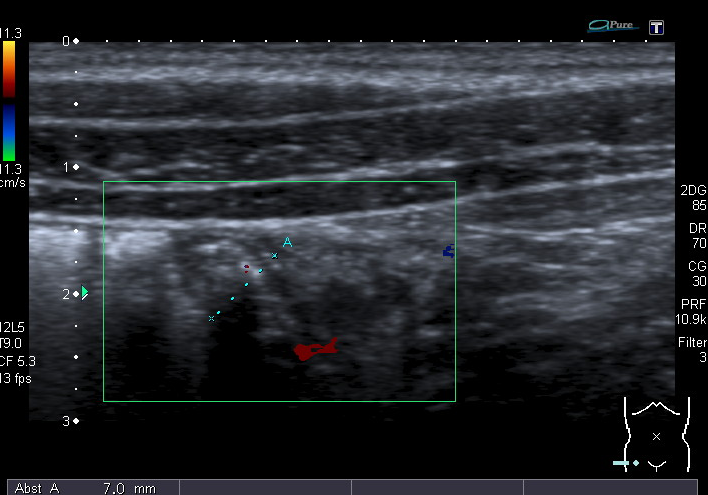 aPure T
11.3
0
1
2
3
11.3
cm/s
A
2DG
85
DR
70
CG
30
PRF
10.9k
Filter
3
12L5
T9.0
CF 5.3
13 fps
Abst A 7.0 mm